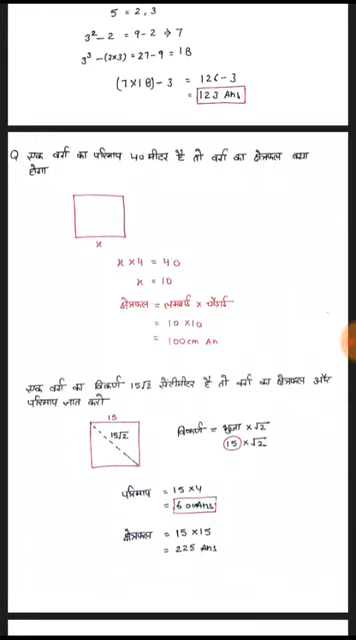 5 = 2, 3
3² - 2 = 9 - 2 ⇒ 7
3³ - (3×3) = 27 - 9 = 18
(7×18) - 3 = 126 - 3
= 123 Ans
Q एक वर्ग का परिमाप 40 मीटर है तो वर्ग का क्षेत्रफल क्या
होगा
x
x × 4 = 40
x = 10
क्षेत्रफल = लम्बाई × चौड़ाई
= 10 × 10
= 100cm An
एक वर्ग का विकर्ण 15√2 सेंटीमीटर है तो वर्ग का क्षेत्रफल और
परिमाप ज्ञात करो
15
15√2
विकर्ण = भुजा × √2
15 × √2
परिमाप = 15 × 4
= 60 Ans
क्षेत्रफल = 15 × 15
= 225 Ans